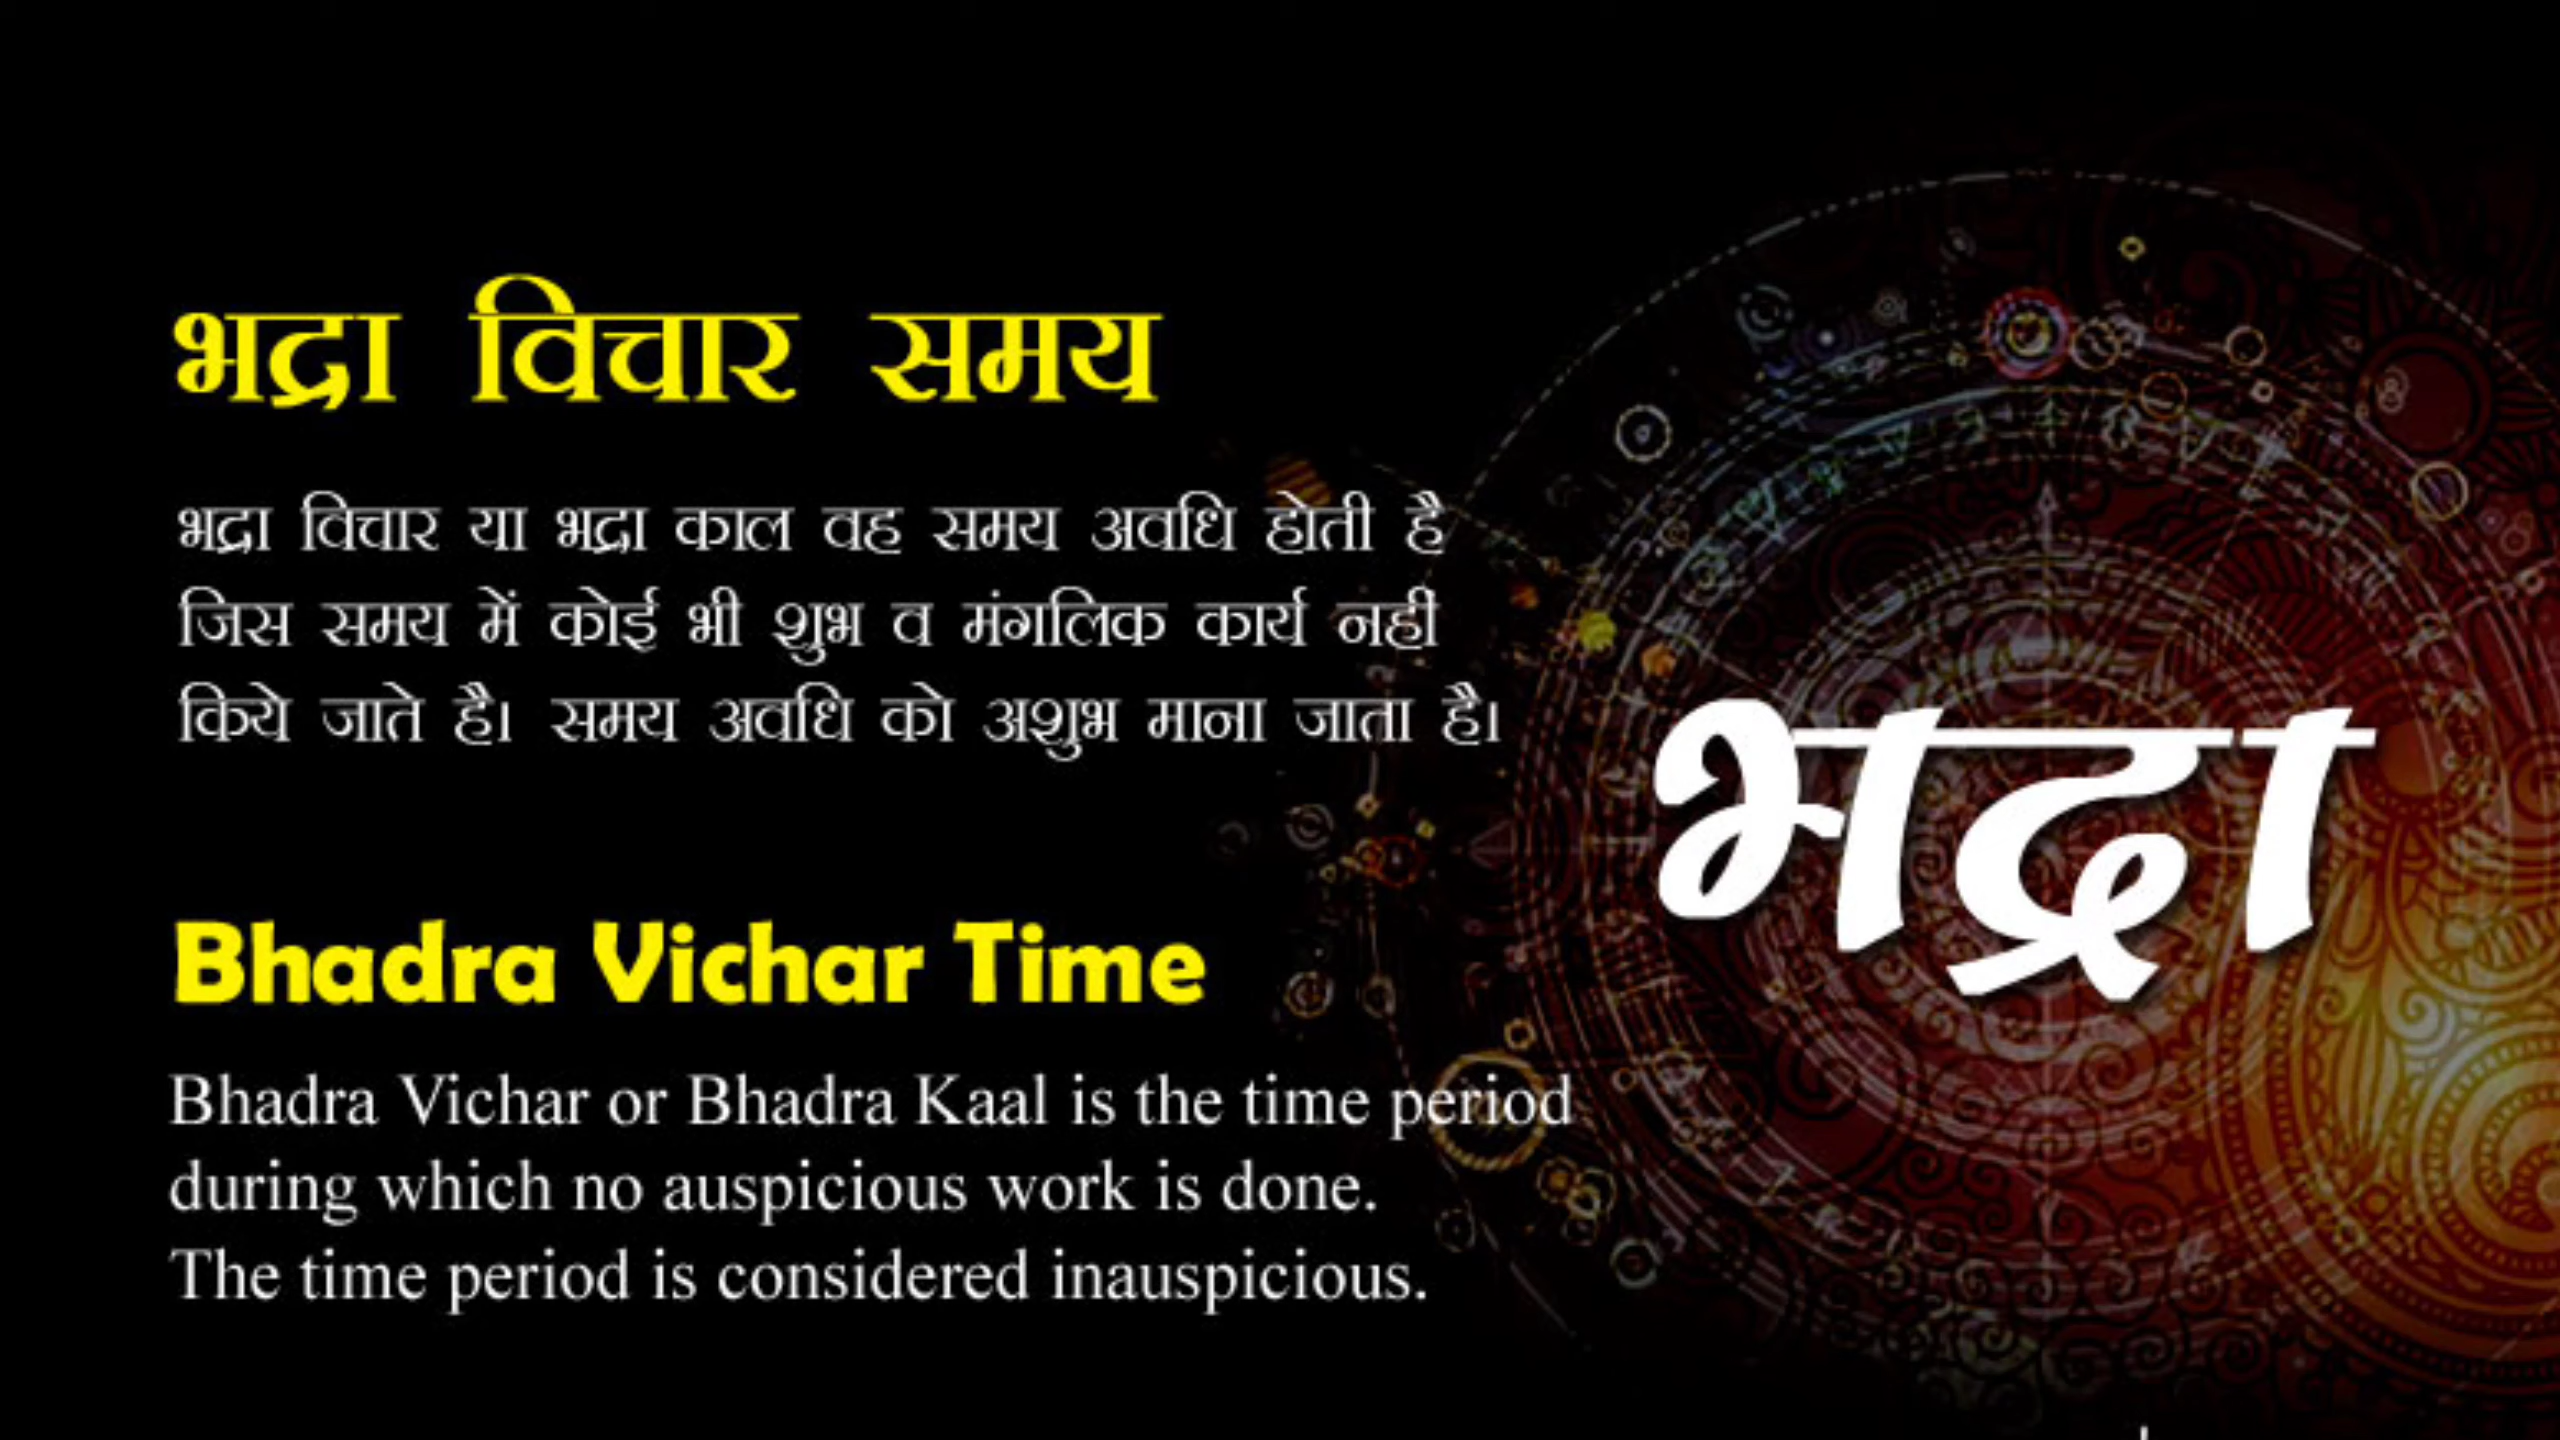 भद्रा विचार समय
भद्रा विचार या भद्रा काल वह समय अवधि होती है
जिस समय में कोई भी शुभ व मंगलिक कार्य नहीं
किये जाते है। समय अवधि को अशुभ माना जाता है।
भद्रा
Bhadra Vichar Time
Bhadra Vichar or Bhadra Kaal is the time period
during which no auspicious work is done.
The time period is considered inauspicious.